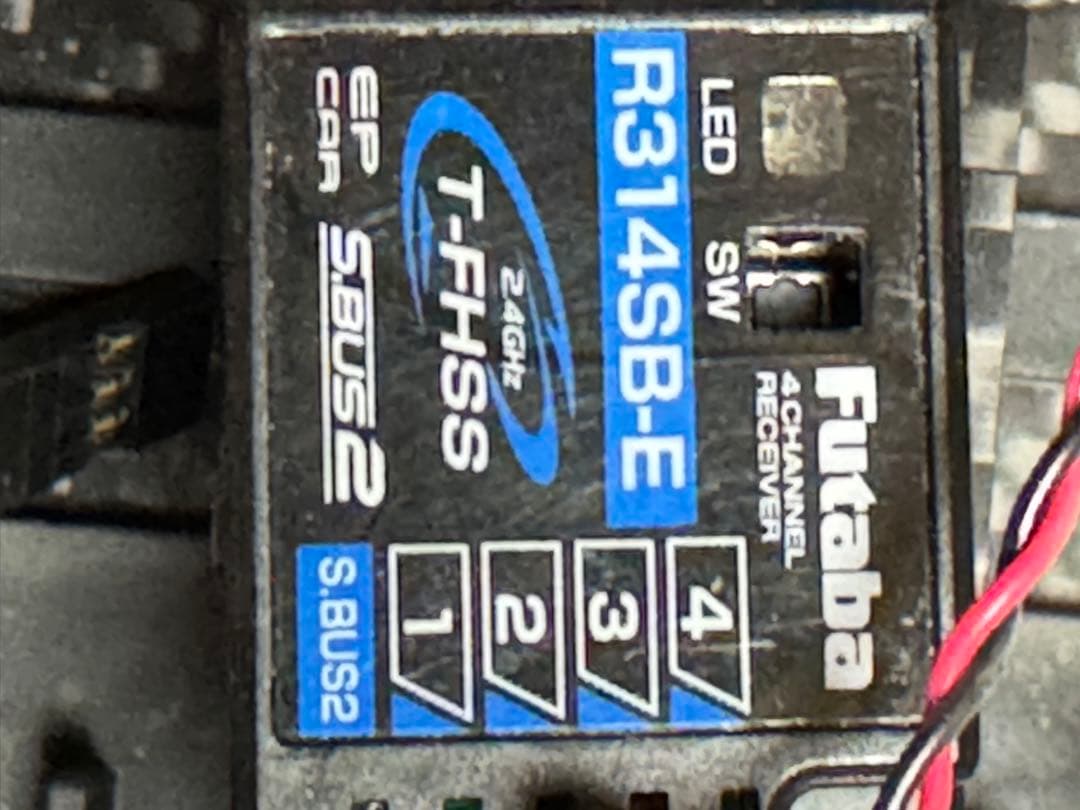 Futaba
4 CHANNEL
RECEIVER
LED
SW
R314SB-E
2.4GHz
T-FHSS
EP
CAR
S.BUS2
4
3
2
1
S.BUS2